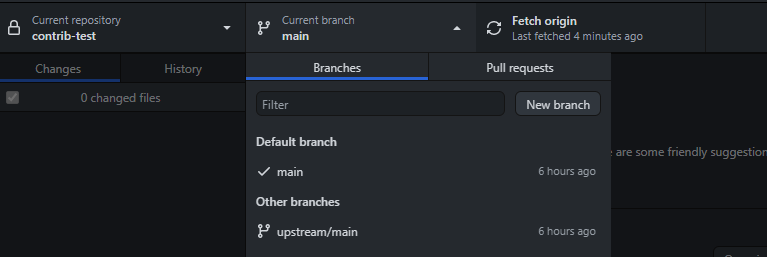 Current repository
contrib-test
Current branch
main
Fetch origin
Last fetched 4 minutes ago
Changes
History
0 changed files
Branches
Pull requests
Filter
New branch
Default branch
main
6 hours ago
Other branches
upstream/main
6 hours ago
are some friendly suggestion